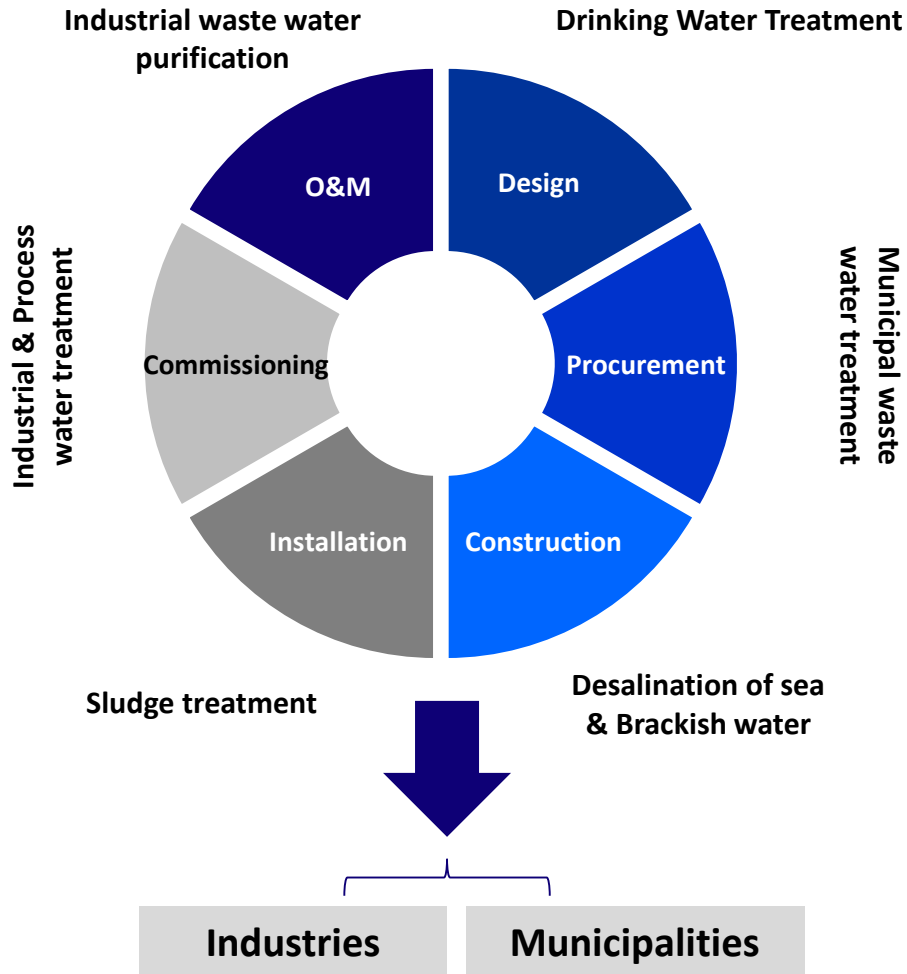 Industrial waste water
purification
Drinking Water Treatment
O&M
Design
Industrial & Process
water treatment
Commissioning
Procurement
Municipal waste
water treatment
Installation
Construction
Sludge treatment
Desalination of sea
& Brackish water
Industries
Municipalities